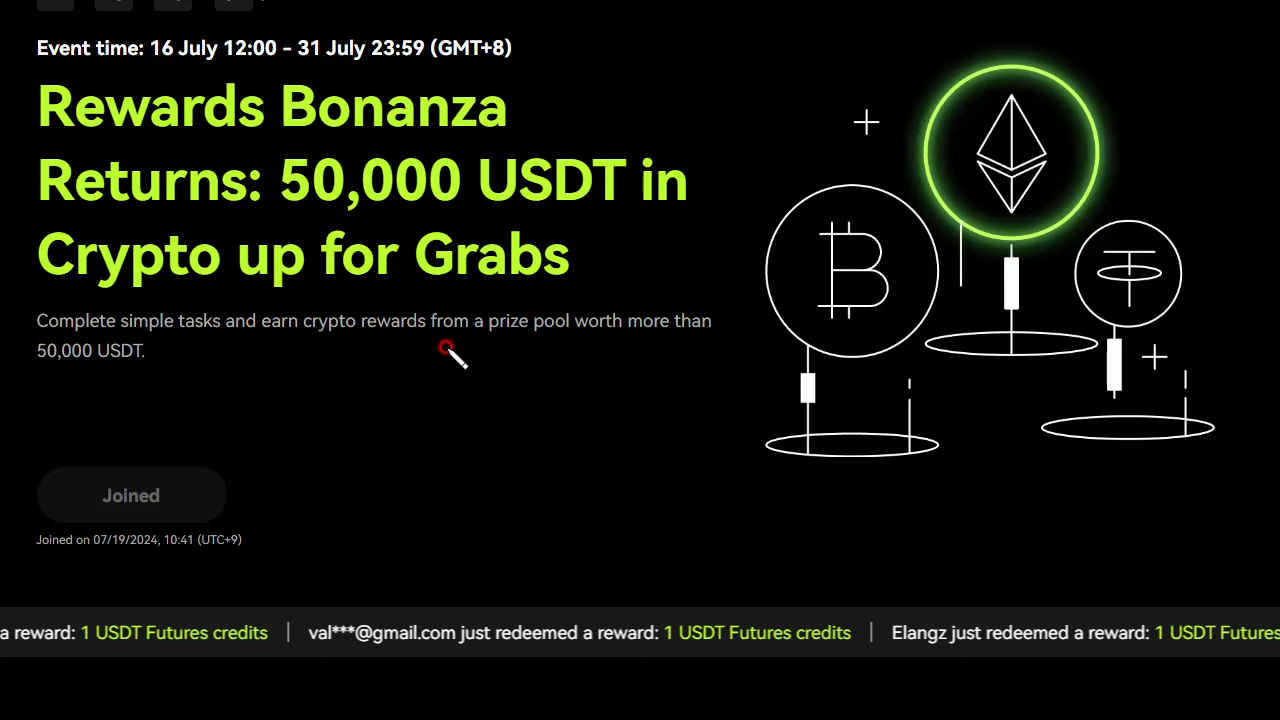 Event time: 16 July 12:00 - 31 July 23:59 (GMT+8)
Rewards Bonanza
Returns: 50,000 USDT in
Crypto up for Grabs
Complete simple tasks and earn crypto rewards from a prize pool worth more than
50,000 USDT.
Joined
Joined on 07/19/2024, 10:41 (UTC+9)
a reward: 1 USDT Futures credits | val***@gmail.com just redeemed a reward: 1 USDT Futures credits | Elangz just redeemed a reward: 1 USDT Futures